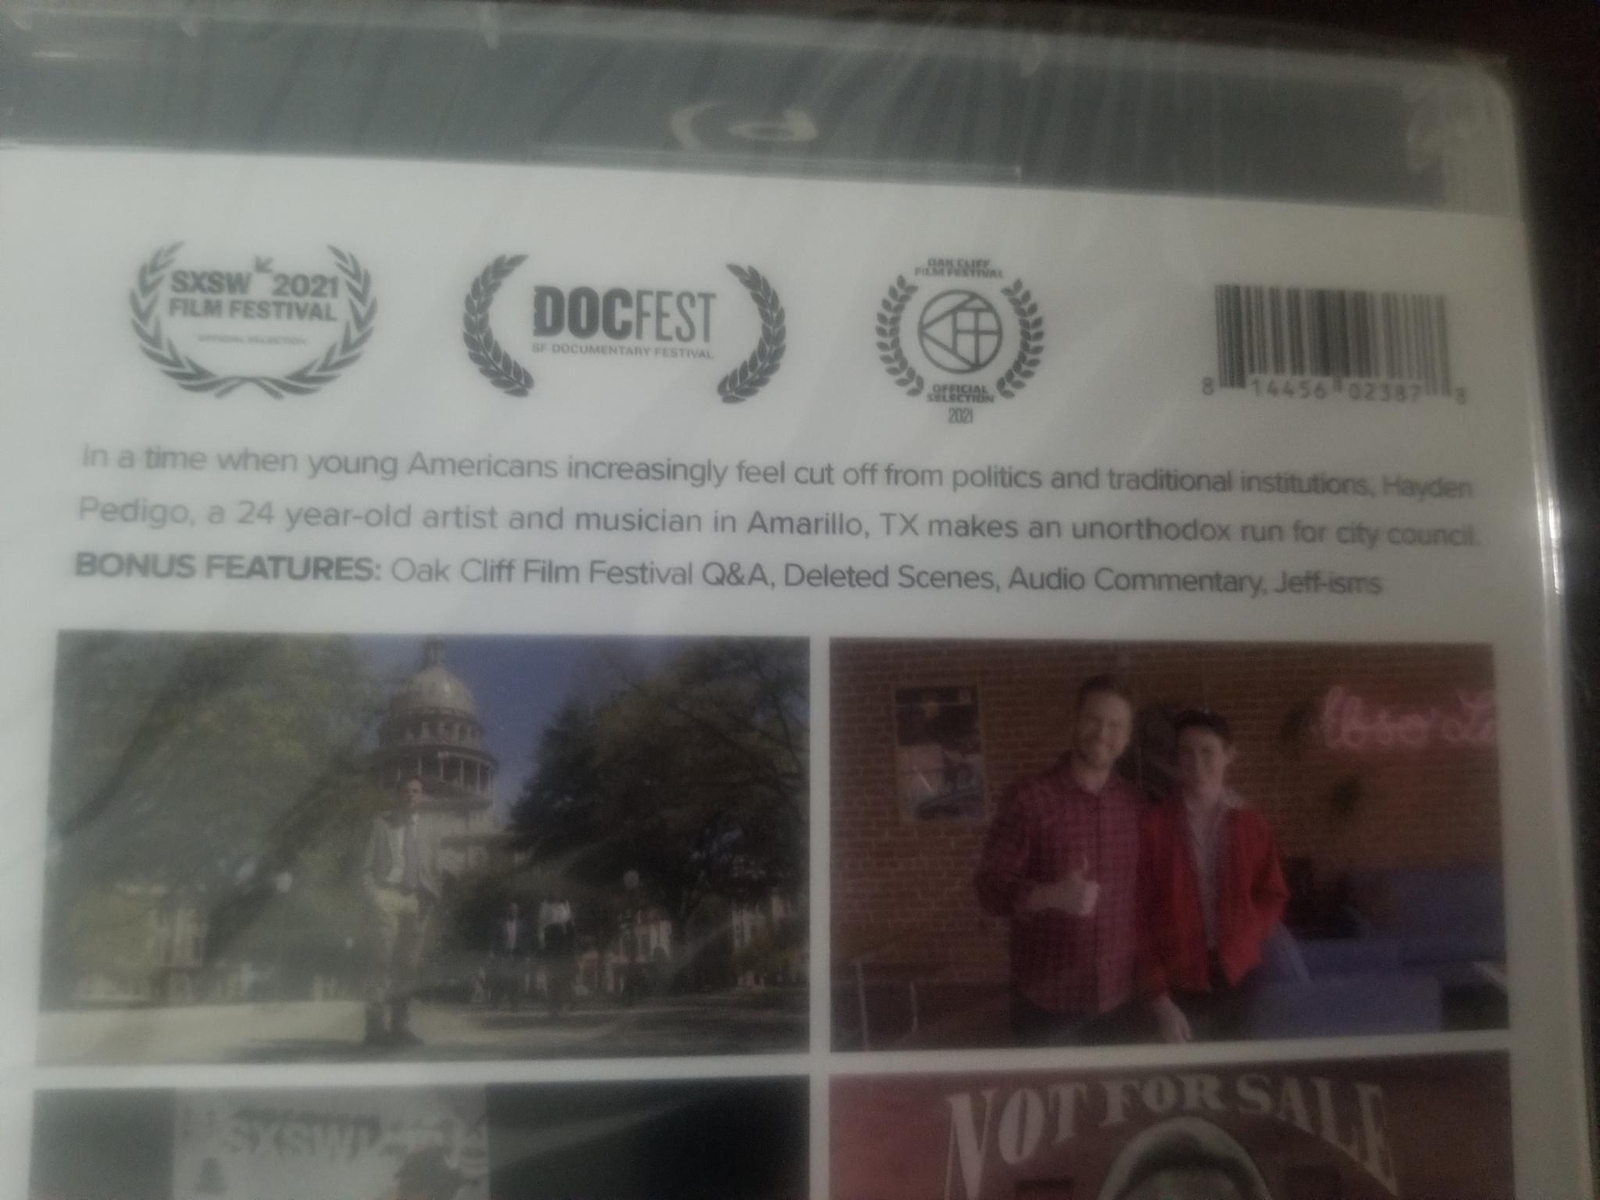 SXSW 2021
FILM FESTIVAL
OFFICIAL SELECTION
DOCFEST
SF DOCUMENTARY FESTIVAL
OAK CLIFF
FILM FESTIVAL
OFFICIAL
SELECTION
2021
8 14456 02387 8
In a time when young Americans increasingly feel cut off from politics and traditional institutions, Hayden
Pedigo, a 24 year-old artist and musician in Amarillo, TX makes an unorthodox run for city council.
BONUS FEATURES: Oak Cliff Film Festival Q&A, Deleted Scenes, Audio Commentary, Jeff-isms
SXSW
NOT FOR SALE